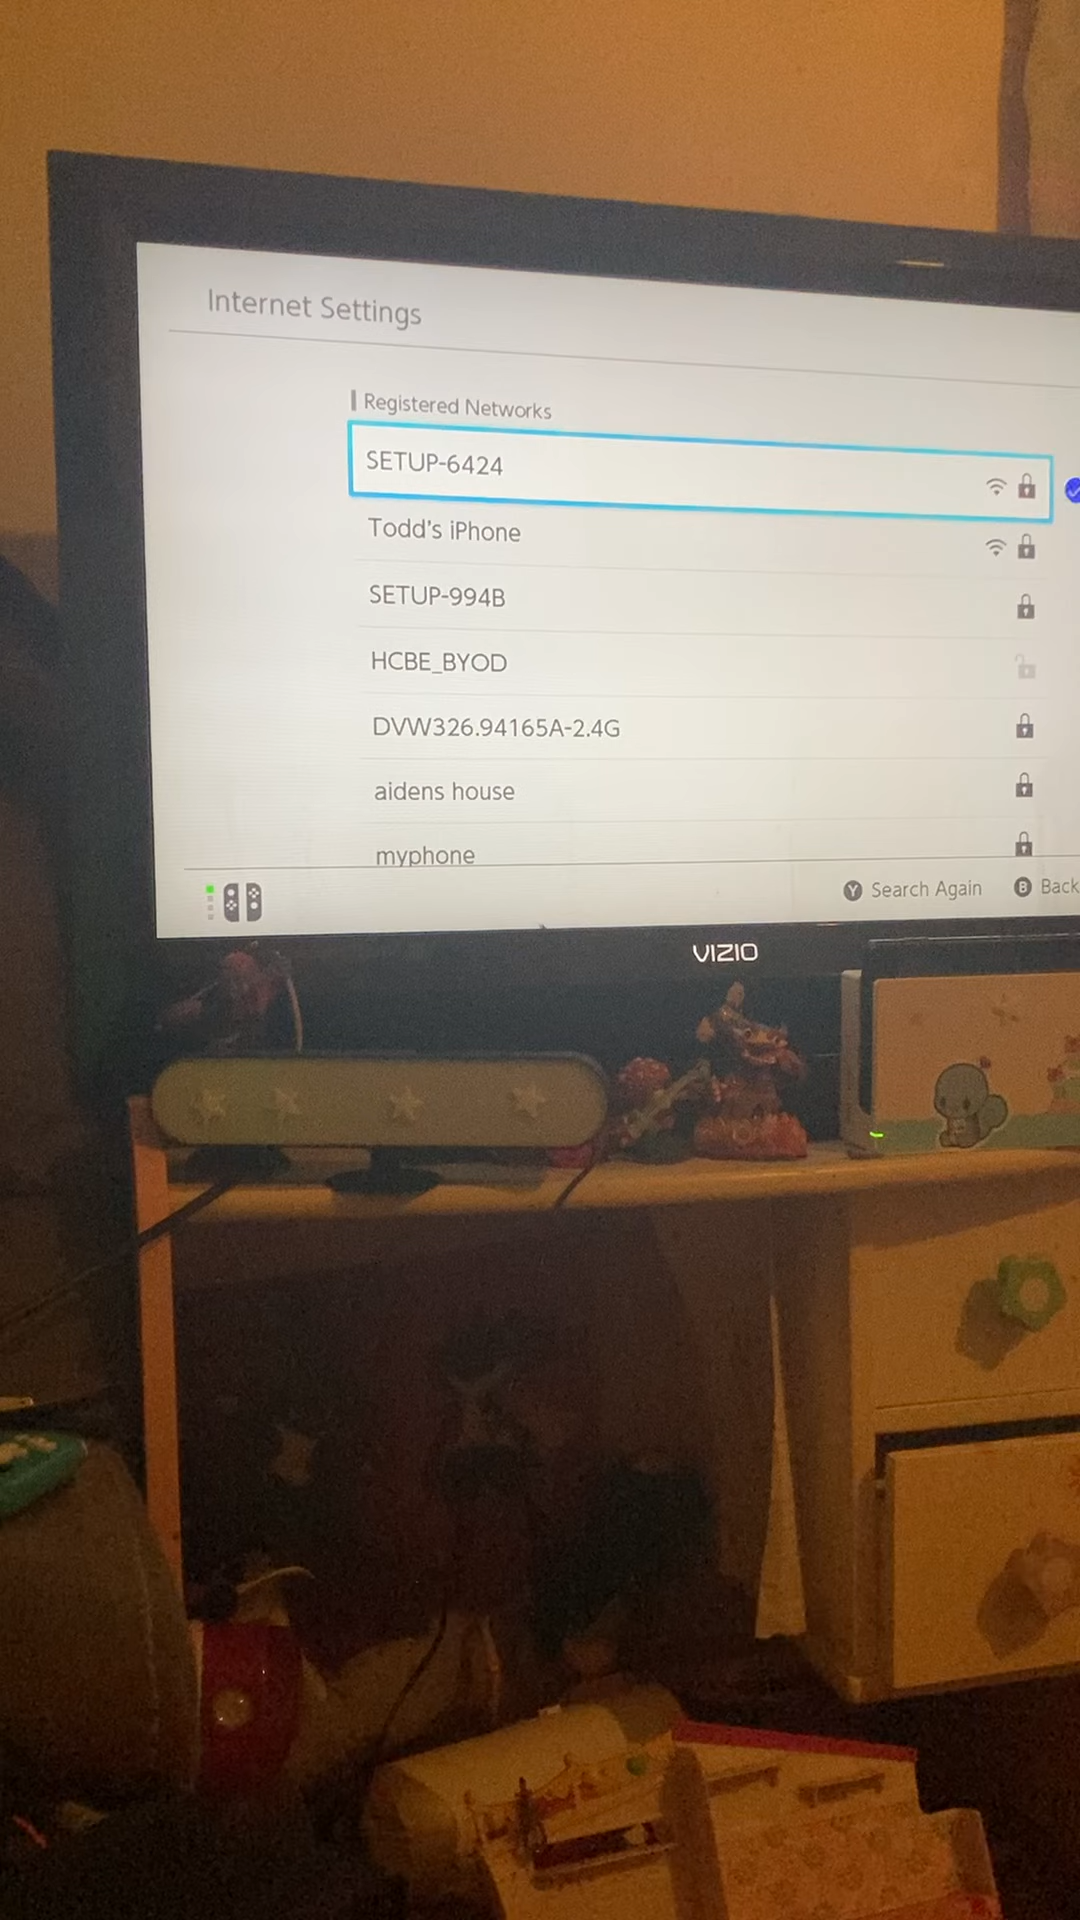 Internet Settings
Registered Networks
SETUP-6424
Todd's iPhone
SETUP-994B
HCBE_BYOD
DVW326.94165A-2.4G
aidens house
myphone
Y Search Again B Back
VIZIO